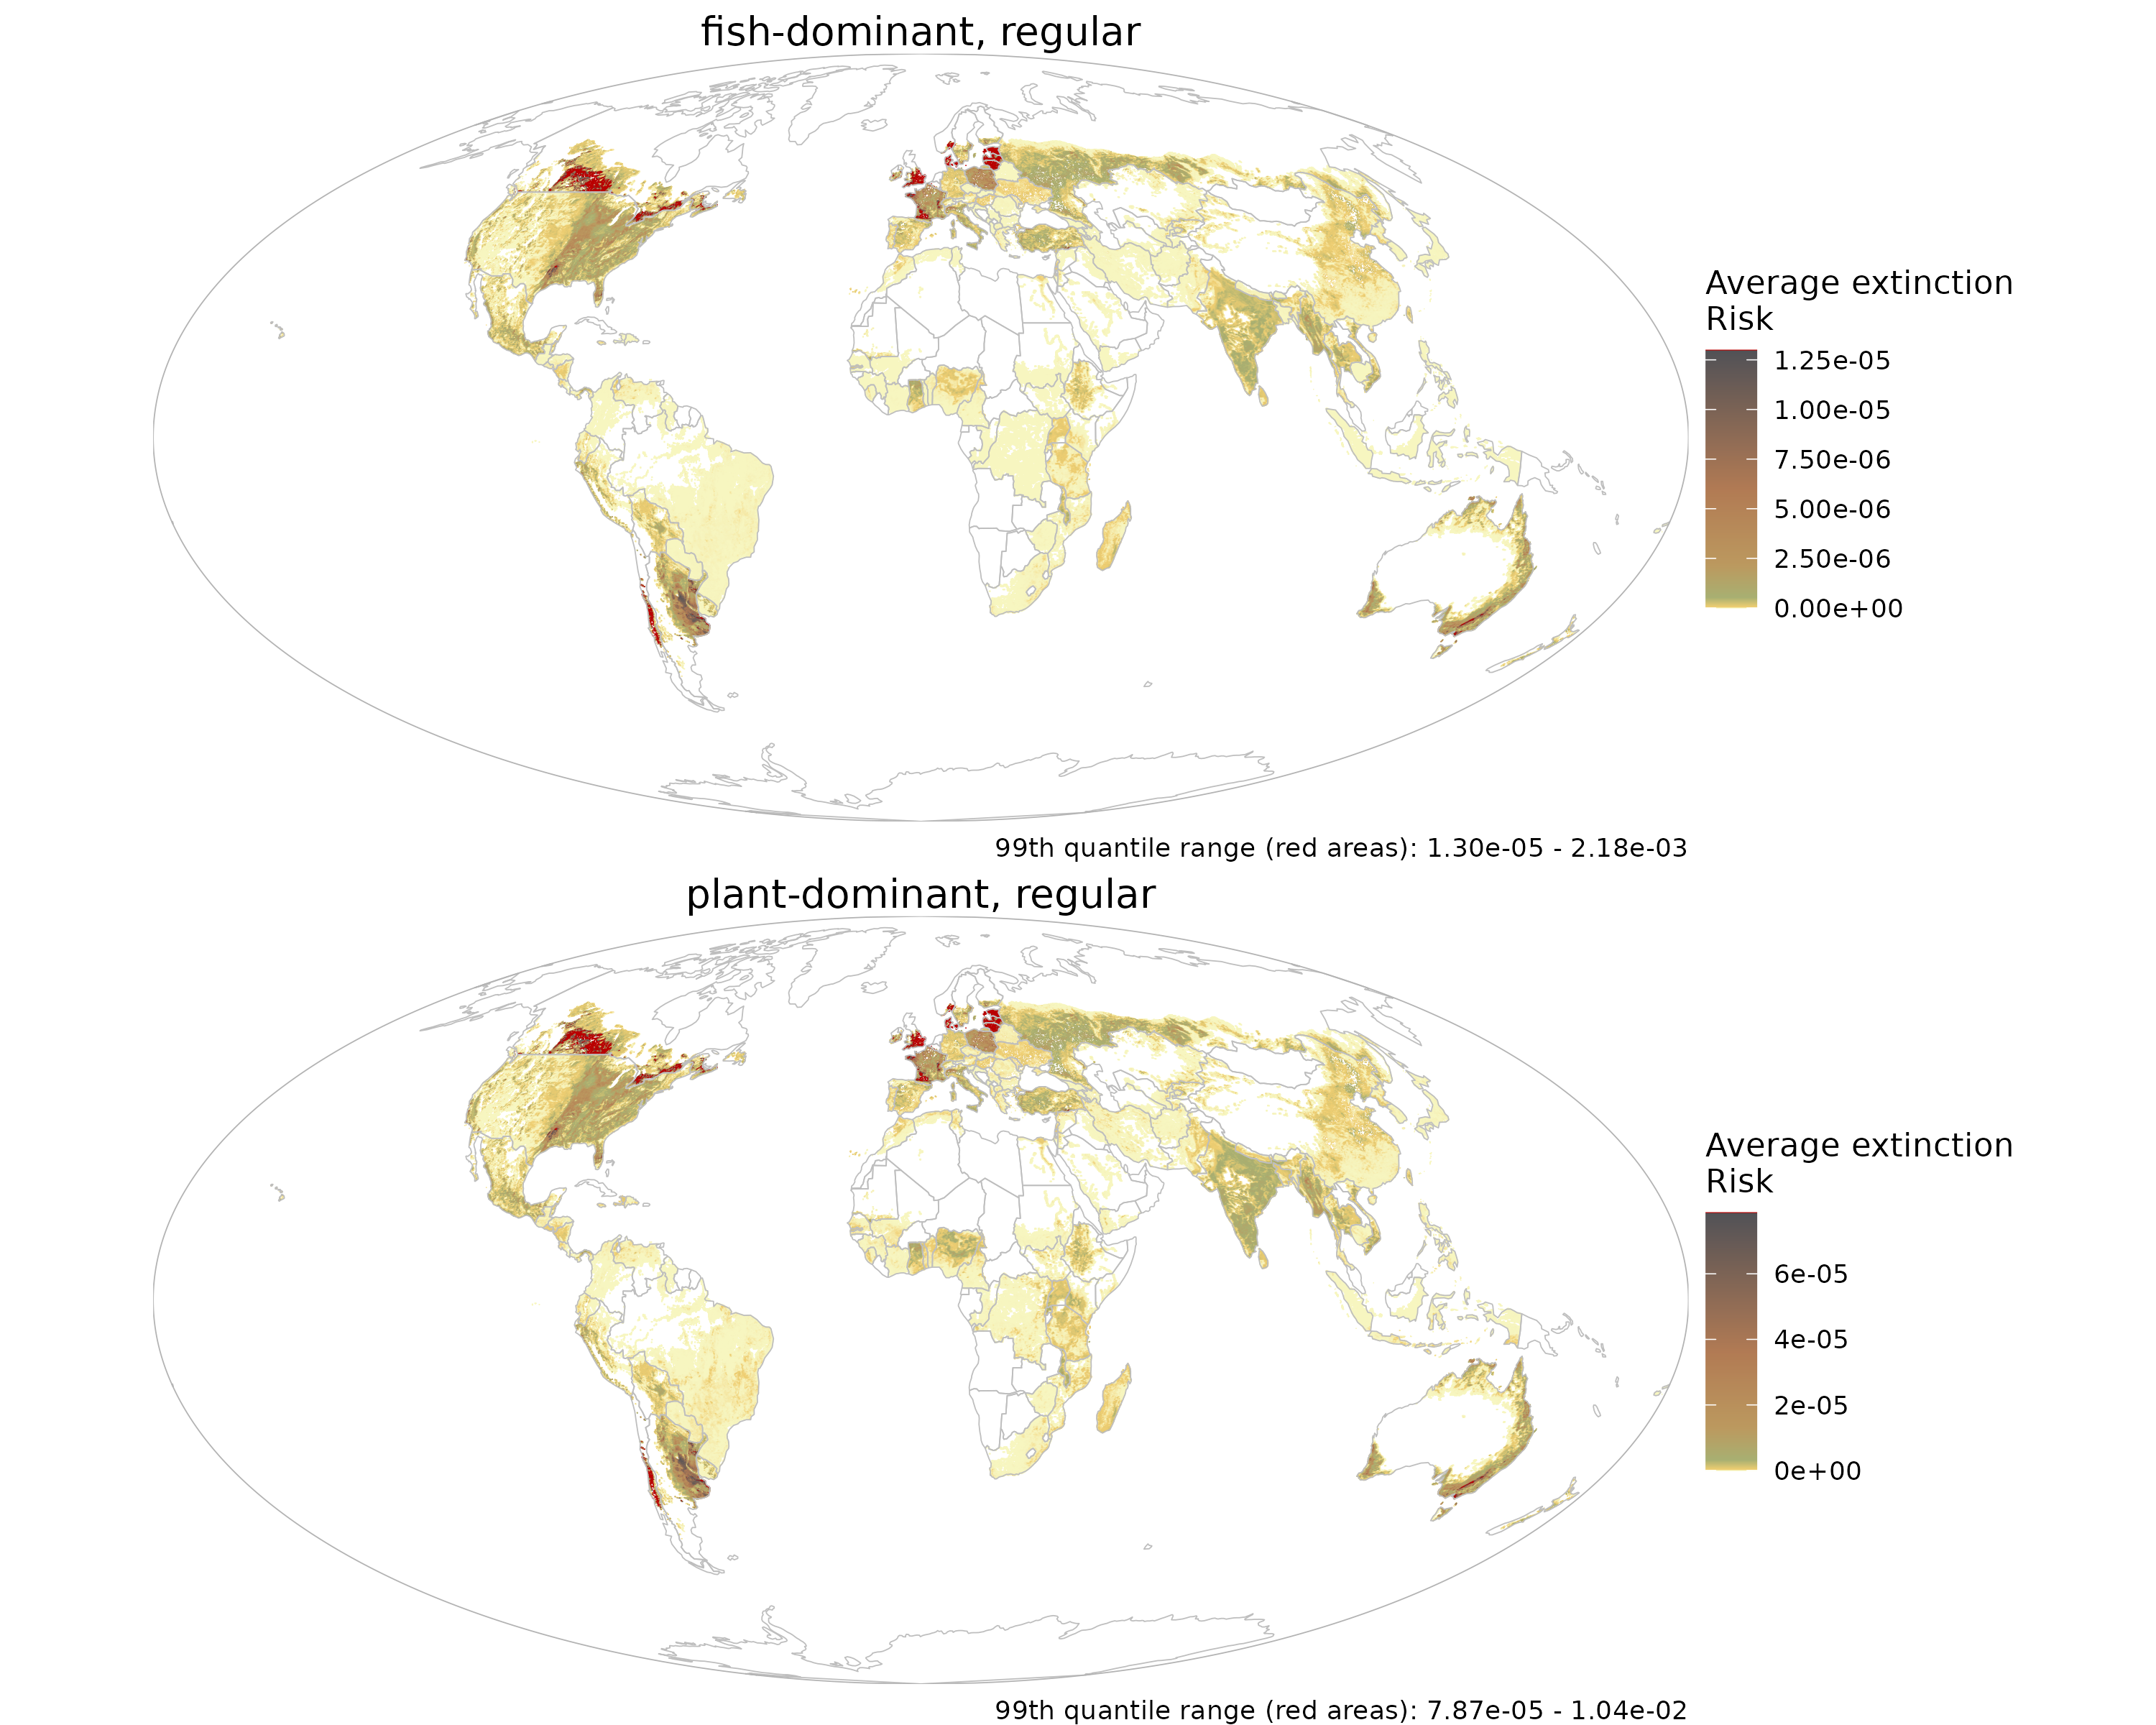 fish-dominant, regular
Average extinction
Risk
1.25e-05
1.00e-05
7.50e-06
5.00e-06
2.50e-06
0.00e+00
99th quantile range (red areas): 1.30e-05 - 2.18e-03
plant-dominant, regular
Average extinction
Risk
6e-05
4e-05
2e-05
0e+00
99th quantile range (red areas): 7.87e-05 - 1.04e-02